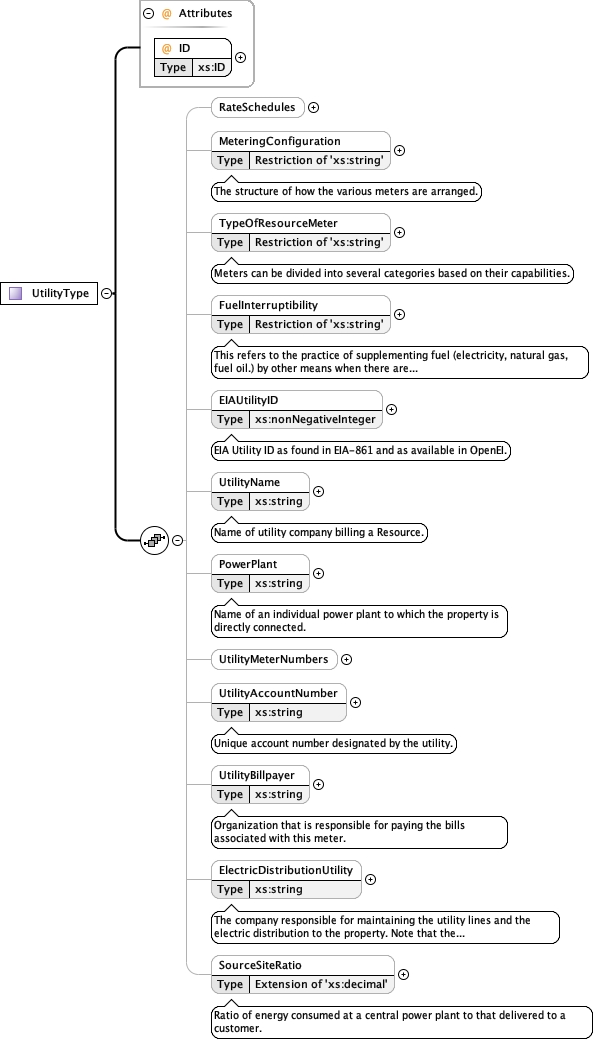 @ Attributes
@ ID
Type xs:ID
RateSchedules
MeteringConfiguration
Type Restriction of 'xs:string'
The structure of how the various meters are arranged.
TypeOfResourceMeter
Type Restriction of 'xs:string'
Meters can be divided into several categories based on their capabilities.
UtilityType
FuelInterruptibility
Type Restriction of 'xs:string'
This refers to the practice of supplementing fuel (electricity, natural gas,
fuel oil.) by other means when there are...
EIAUtilityID
Type xs:nonNegativeInteger
EIA Utility ID as found in EIA-861 and as available in OpenEI.
UtilityName
Type xs:string
Name of utility company billing a Resource.
PowerPlant
Type xs:string
Name of an individual power plant to which the property is
directly connected.
UtilityMeterNumbers
UtilityAccountNumber
Type xs:string
Unique account number designated by the utility.
UtilityBillpayer
Type xs:string
Organization that is responsible for paying the bills
associated with this meter.
ElectricDistributionUtility
Type xs:string
The company responsible for maintaining the utility lines and the
electric distribution to the property. Note that the...
SourceSiteRatio
Type Extension of 'xs:decimal'
Ratio of energy consumed at a central power plant to that delivered to a
customer.